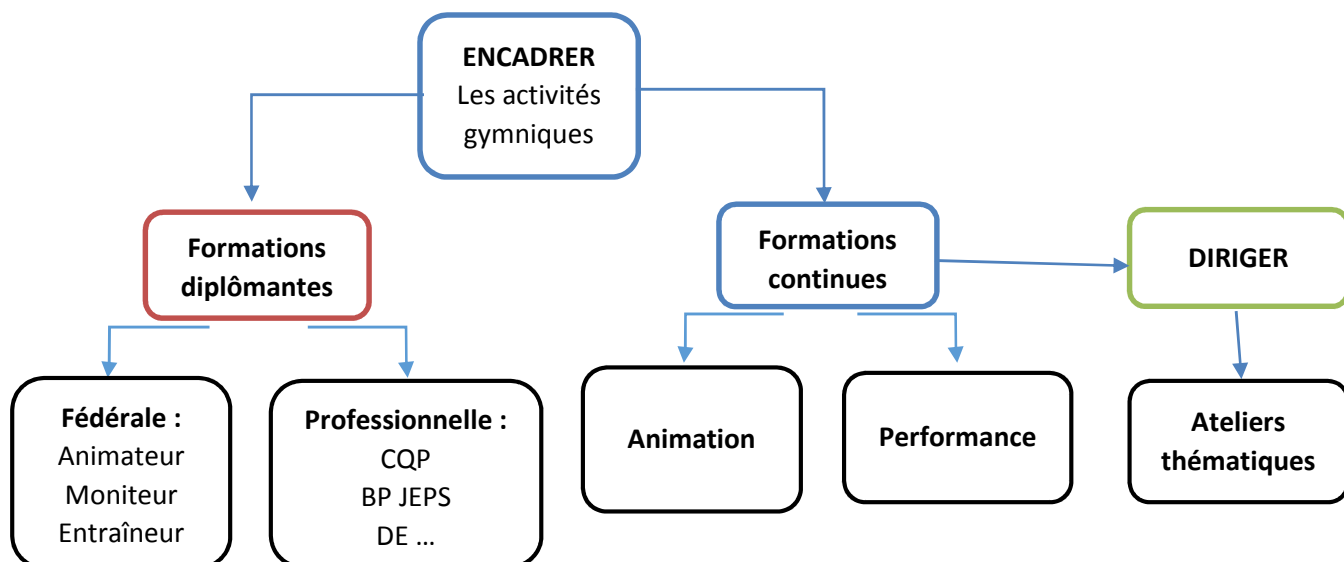 ENCADRER
Les activités
gymniques
Formations
diplômantes
Formations
continues
DIRIGER
Fédérale :
Animateur
Moniteur
Entraîneur
Professionnelle :
CQP
BP JEPS
DE …
Animation
Performance
Ateliers
thématiques